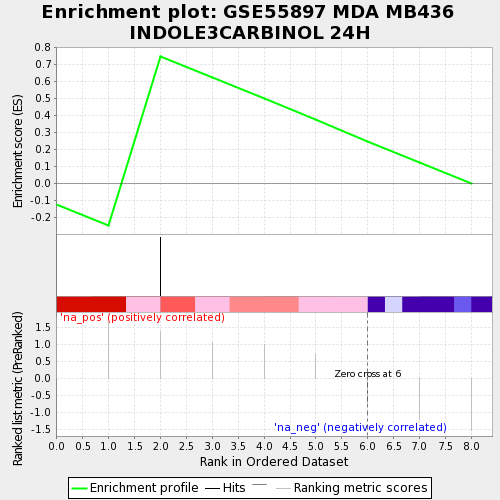 Enrichment plot: GSE55897 MDA MB436
INDOLE3CARBINOL 24H
Enrichment score (ES)
0.8
0.7
0.6
0.5
0.4
0.3
0.2
0.1
0.0
-0.1
-0.2
Ranked list metric (PreRanked)
1.5
1.0
0.5
0.0
-0.5
-1.0
-1.5
'na_pos' (positively correlated)
Zero cross at 6
'na_neg' (negatively correlated)
0.0 0.5 1.0 1.5 2.0 2.5 3.0 3.5 4.0 4.5 5.0 5.5 6.0 6.5 7.0 7.5 8.0
Rank in Ordered Dataset
Enrichment profile Hits Ranking metric scores